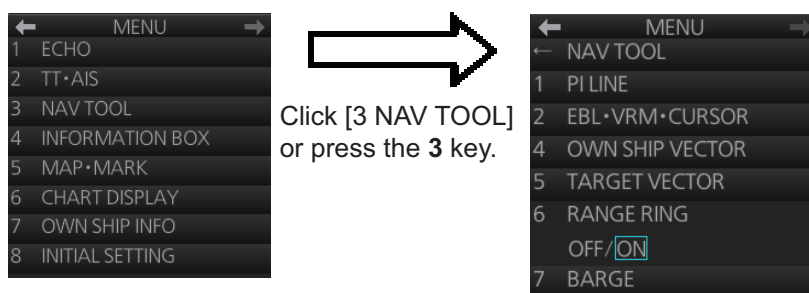 ← MENU →
1 ECHO
2 TT•AIS
3 NAV TOOL
4 INFORMATION BOX
5 MAP•MARK
6 CHART DISPLAY
7 OWN SHIP INFO
8 INITIAL SETTING
Click [3 NAV TOOL]
or press the 3 key.
← MENU →
← NAV TOOL
1 PI LINE
2 EBL•VRM•CURSOR
4 OWN SHIP VECTOR
5 TARGET VECTOR
6 RANGE RING
OFF/ON
7 BARGE